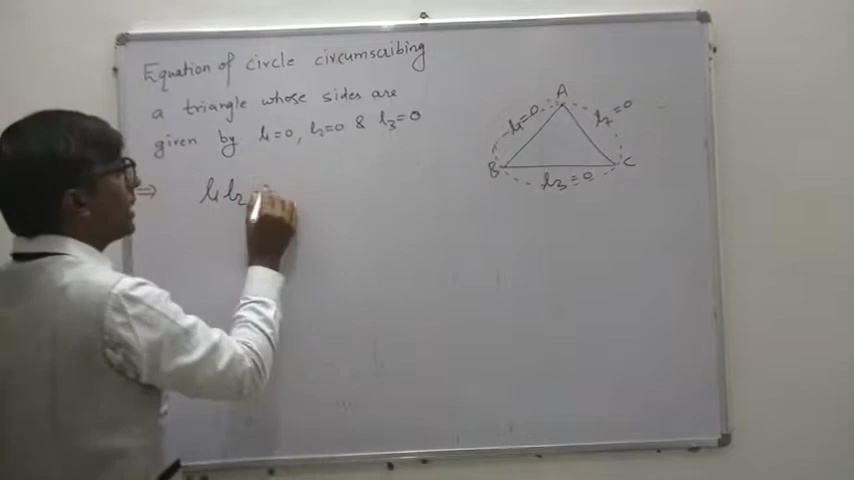 Equation of circle circumscribing
a triangle whose sides are
given by l₁=0, l₂=0 & l₃=0
⇒ l₁l₂
A
l₁=0
l₂=0
B
C
l₃=0